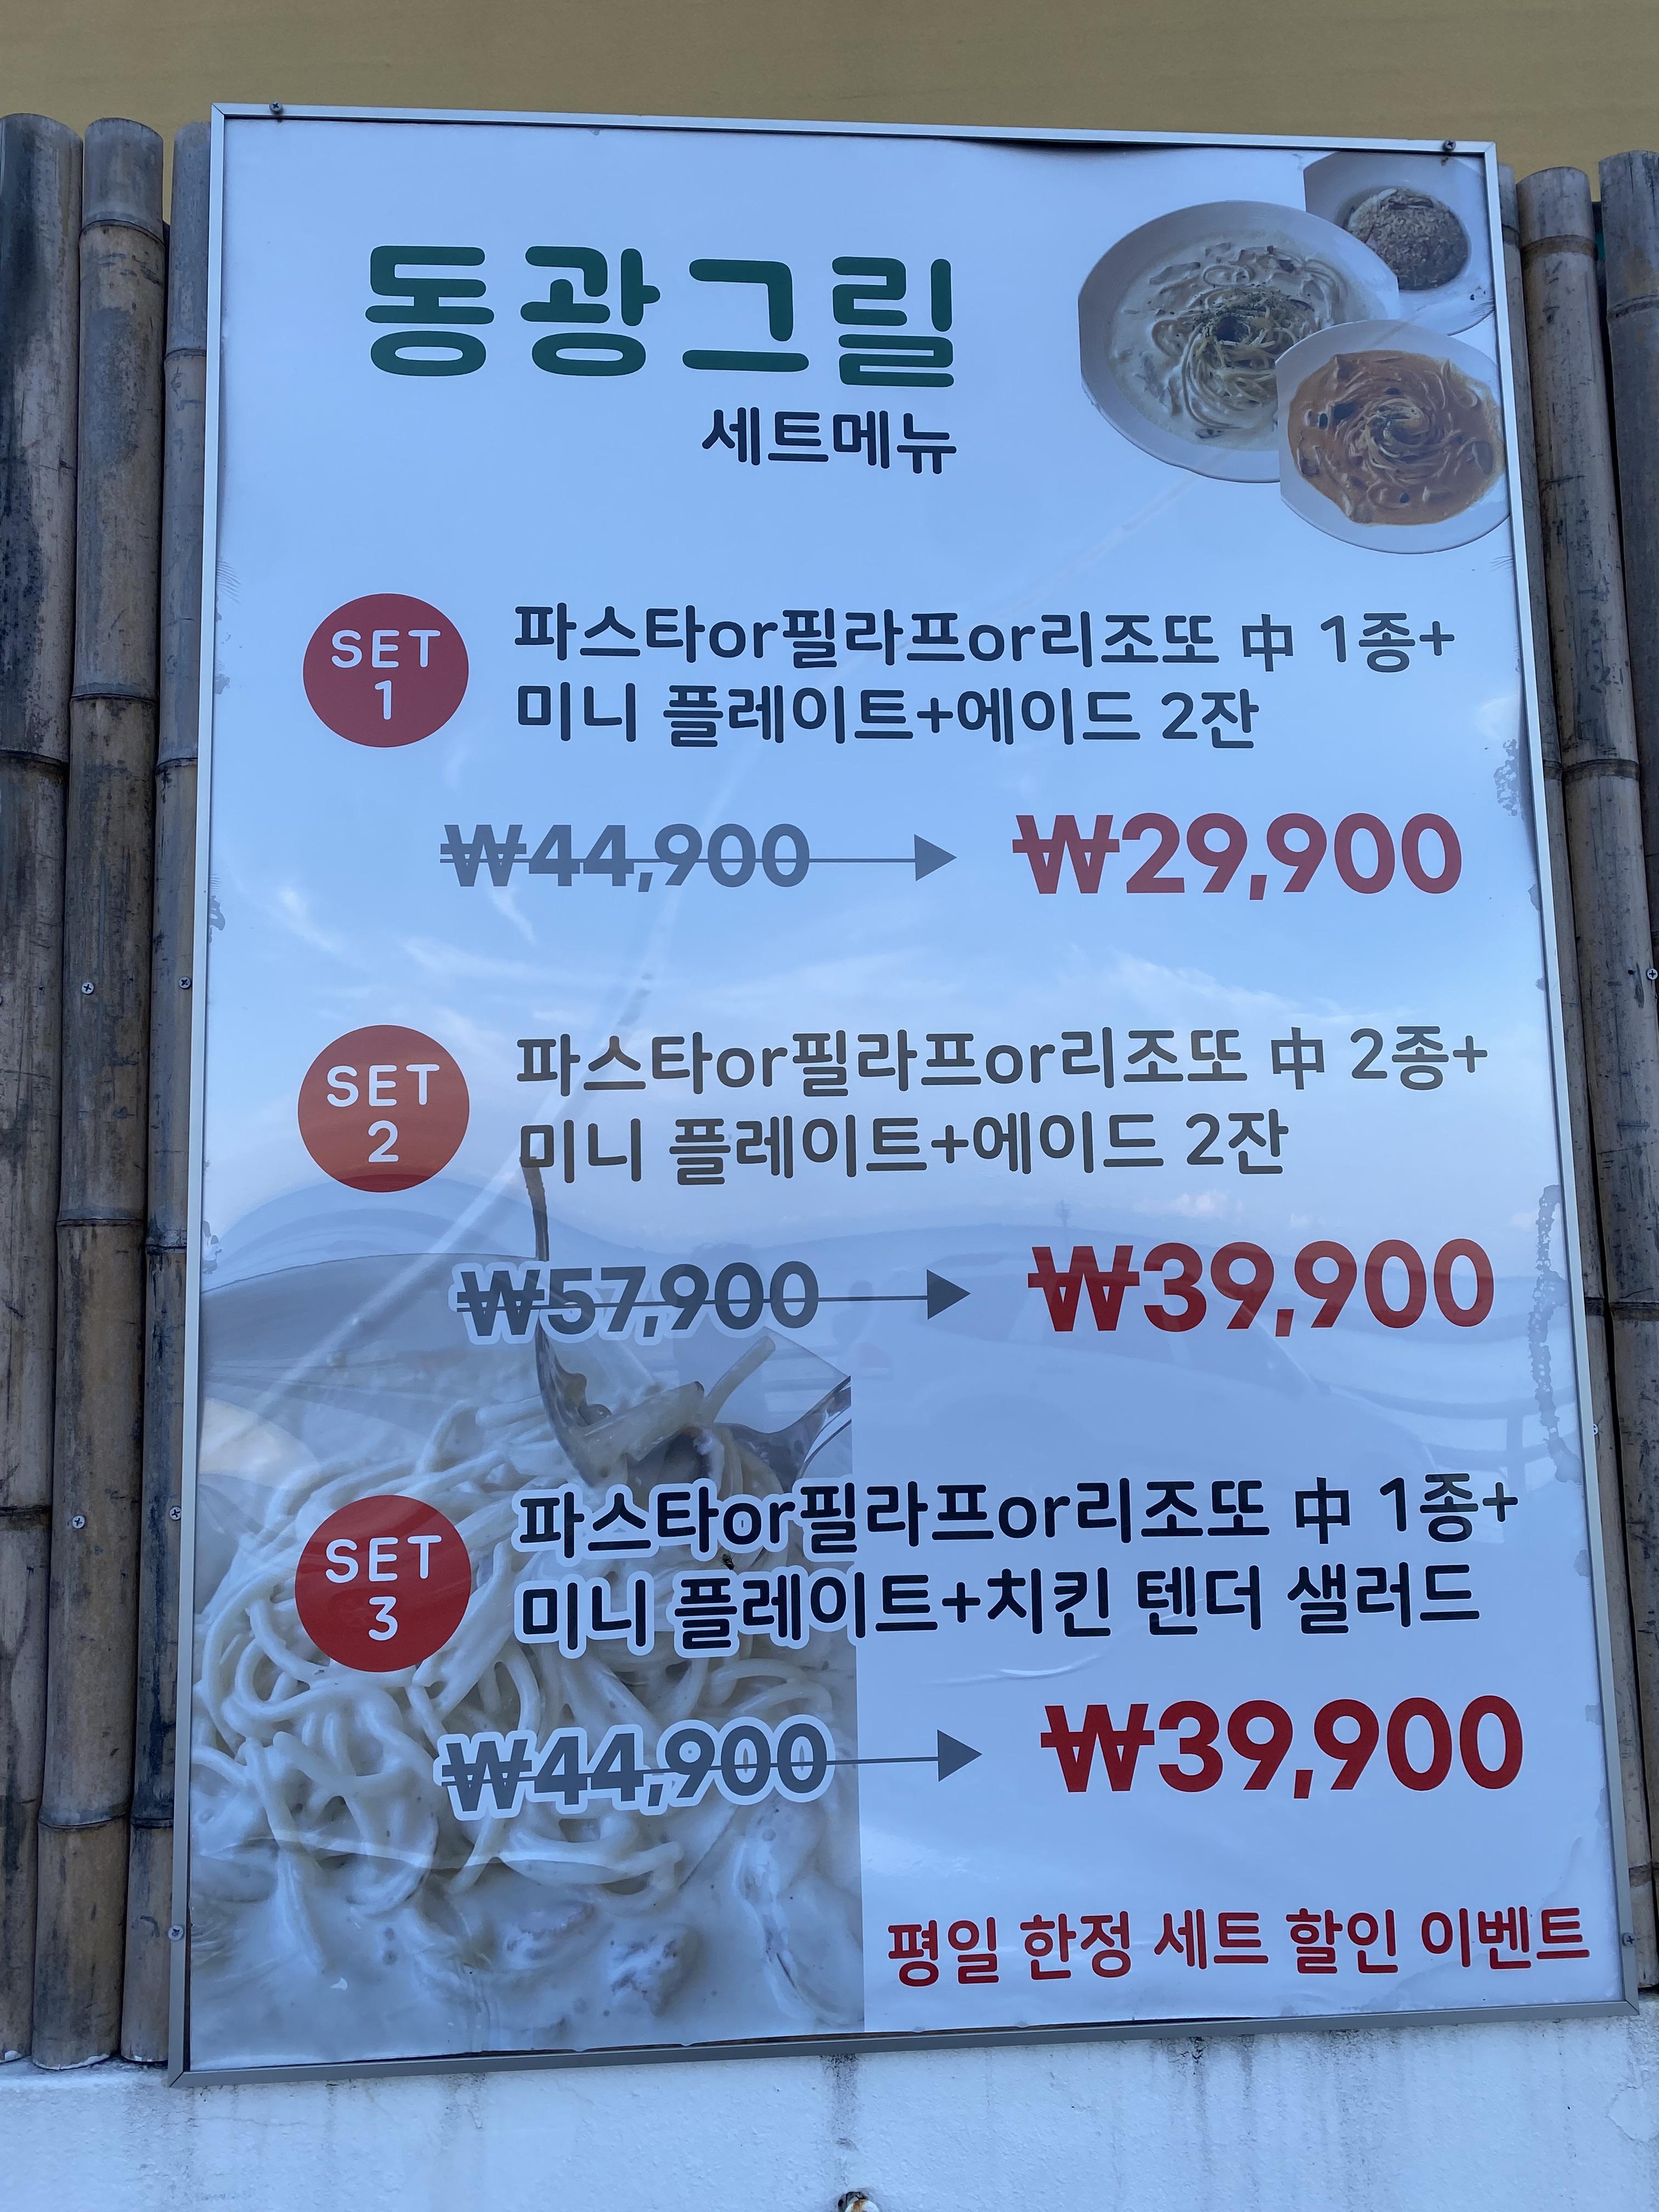 동광그릴
세트메뉴
SET
1
파스타or필라프or리조또 中 1종+
미니 플레이트+에이드 2잔
₩44,900
₩29,900
SET
2
파스타or필라프or리조또 中 2종+
미니 플레이트+에이드 2잔
₩57,900
₩39,900
SET
3
파스타or필라프or리조또 中 1종+
미니 플레이트+치킨 텐더 샐러드
₩44,900
₩39,900
평일 한정 세트 할인 이벤트